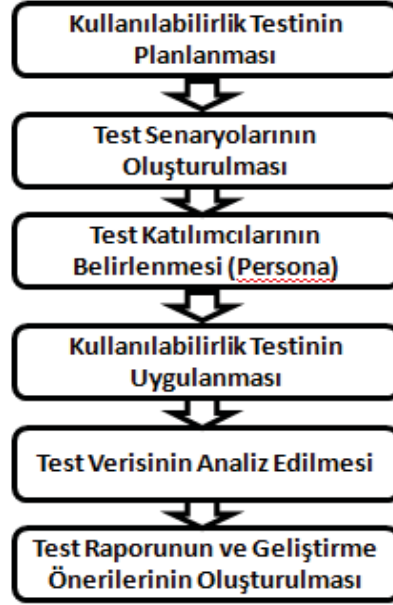 Kullanılabilirlik Testinin
Planlanması
Test Senaryolarının
Oluşturulması
Test Katılımcılarının
Belirlenmesi (Persona)
Kullanılabilirlik Testinin
Uygulanması
Test Verisinin Analiz Edilmesi
Test Raporunun ve Geliştirme
Önerilerinin Oluşturulması